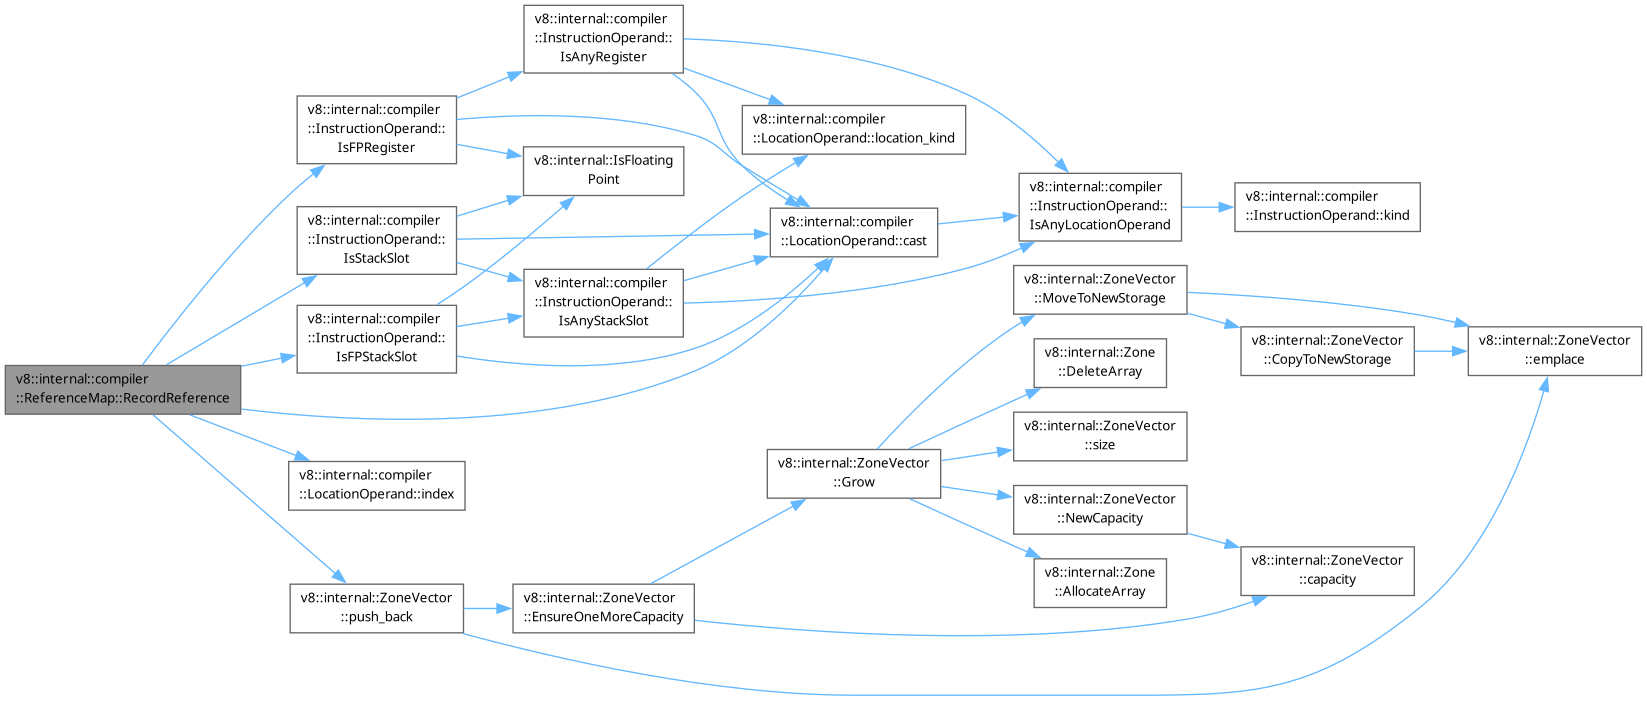 v8::internal::compiler
::InstructionOperand::
IsAnyRegister
v8::internal::compiler
::InstructionOperand::
IsFPRegister
v8::internal::compiler
::LocationOperand::location_kind
v8::internal::IsFloating
Point
v8::internal::compiler
::InstructionOperand::
IsAnyLocationOperand
v8::internal::compiler
::InstructionOperand::kind
v8::internal::compiler
::InstructionOperand::
IsStackSlot
v8::internal::compiler
::LocationOperand::cast
v8::internal::compiler
::InstructionOperand::
IsAnyStackSlot
v8::internal::ZoneVector
::MoveToNewStorage
v8::internal::compiler
::InstructionOperand::
IsFPStackSlot
v8::internal::ZoneVector
::CopyToNewStorage
v8::internal::ZoneVector
::emplace
v8::internal::Zone
::DeleteArray
v8::internal::compiler
::ReferenceMap::RecordReference
v8::internal::ZoneVector
::size
v8::internal::ZoneVector
::Grow
v8::internal::compiler
::LocationOperand::index
v8::internal::ZoneVector
::NewCapacity
v8::internal::ZoneVector
::capacity
v8::internal::Zone
::AllocateArray
v8::internal::ZoneVector
::push_back
v8::internal::ZoneVector
::EnsureOneMoreCapacity